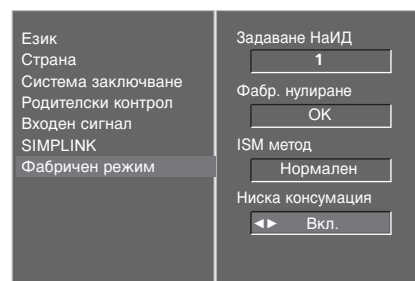 Език
Страна
Система заключване
Родителски контрол
Входен сигнал
SIMPLINK
Фабричен режим
Задаване НаИД
1
Фабр. нулиране
OK
ISM метод
Нормален
Ниска консумация
◄► Вкл.